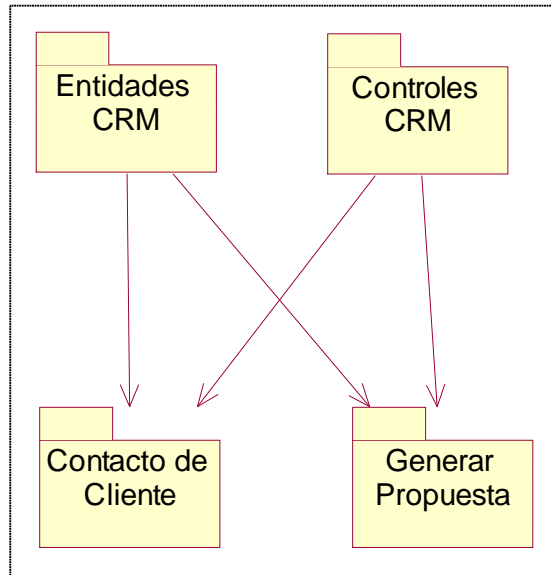 Entidades
CRM
Controles
CRM
Contacto de
Cliente
Generar
Propuesta